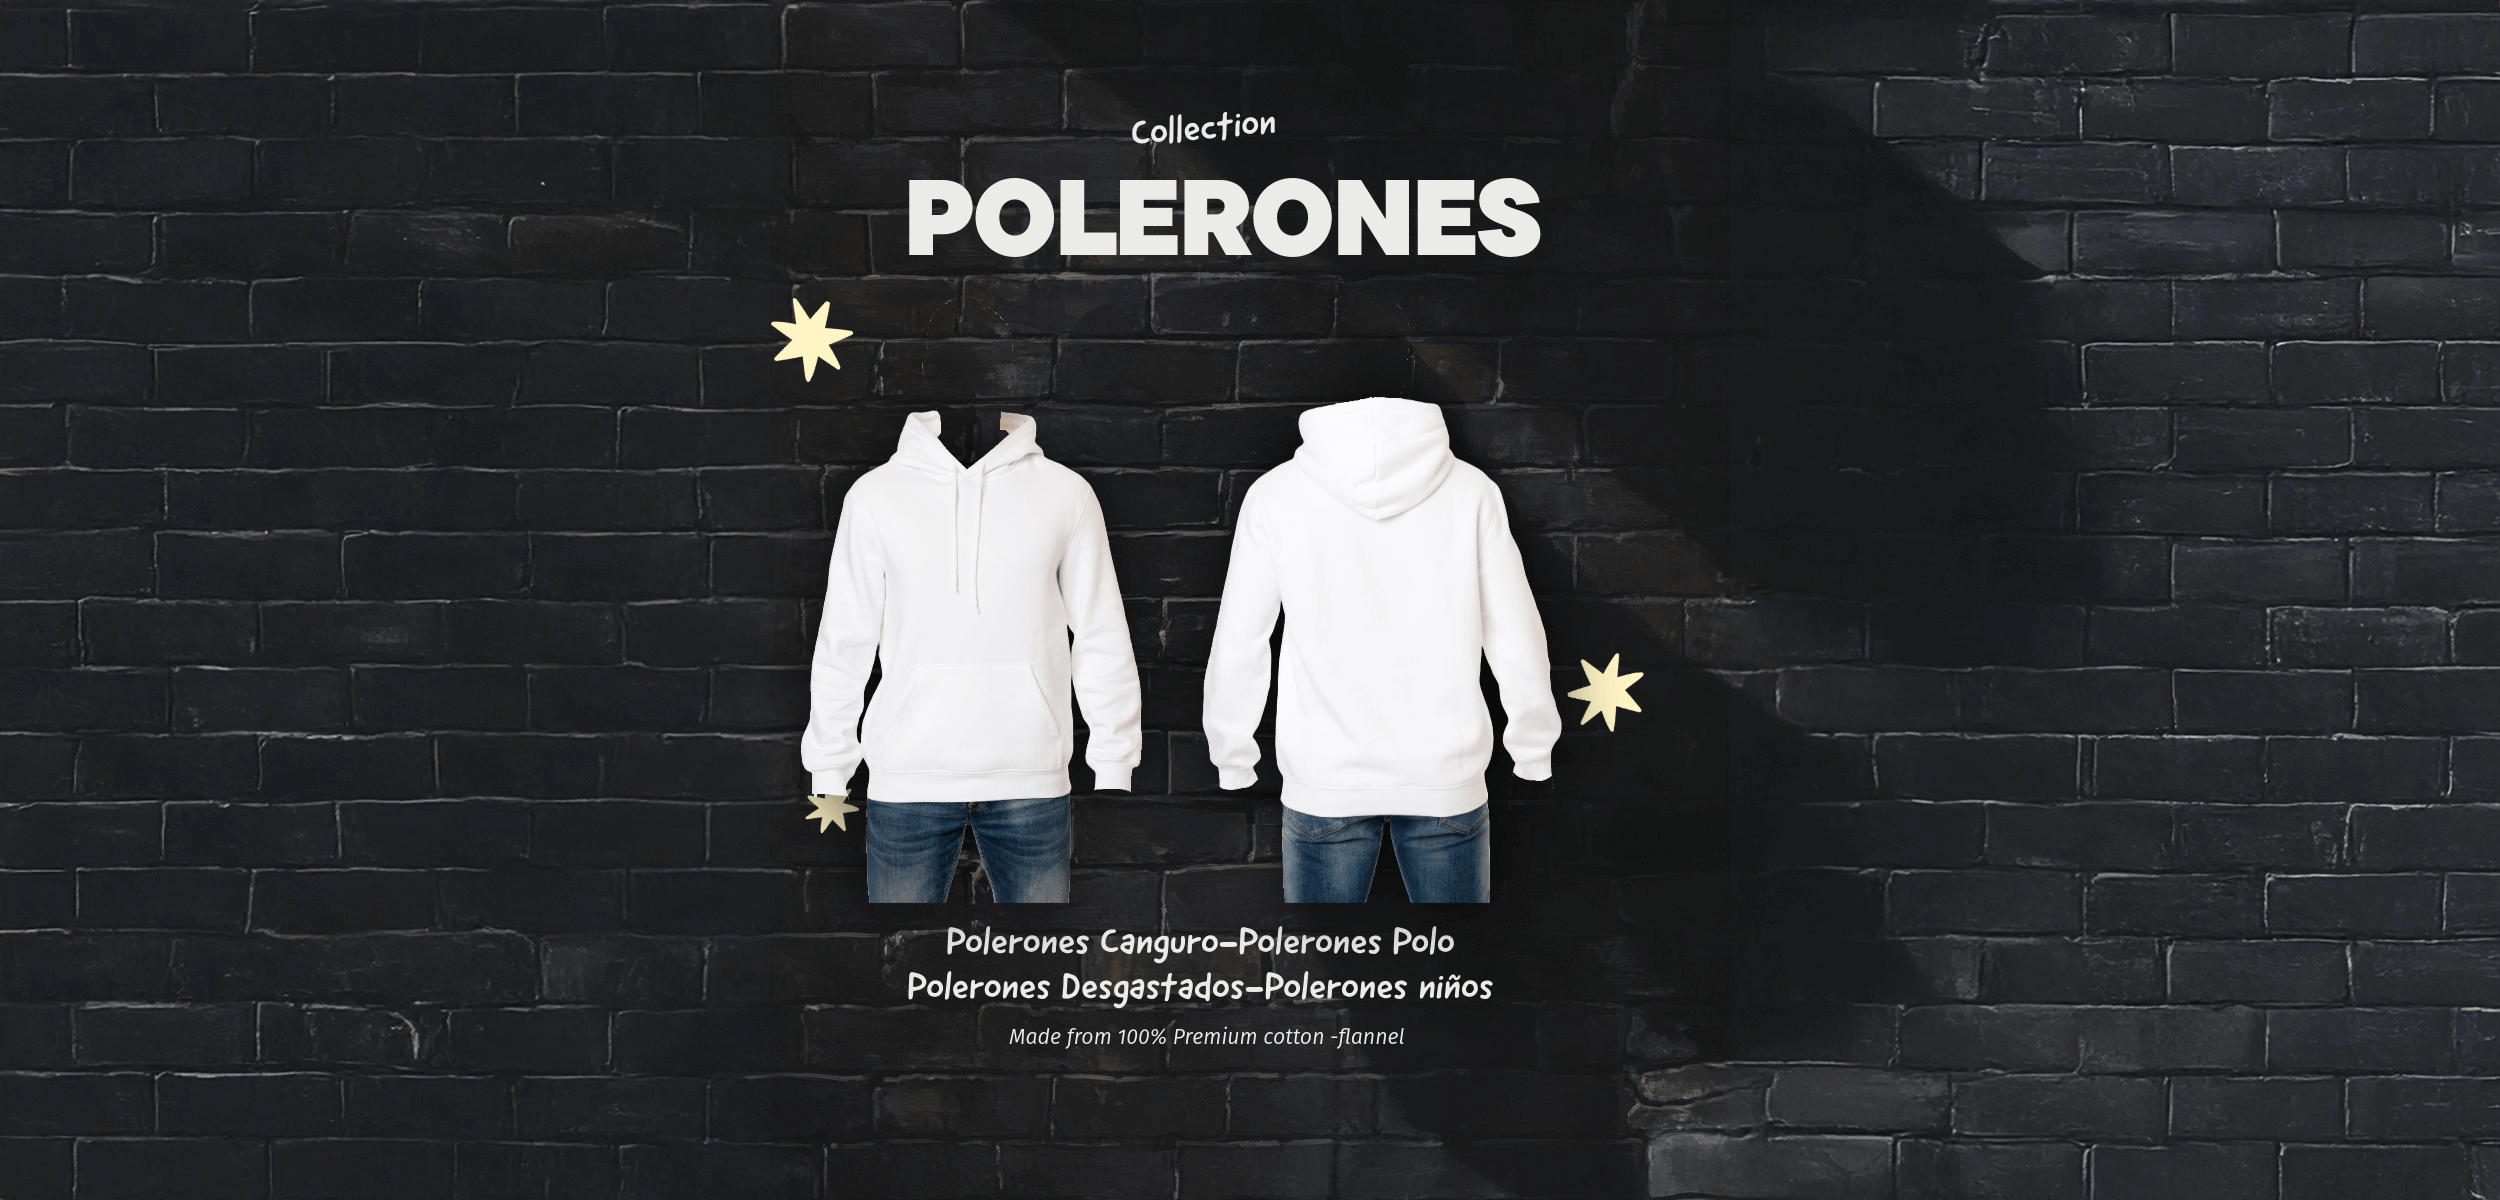 Collection
POLERONES
Polerones Canguro-Polerones Polo
Polerones Desgastados-Polerones niños
Made from 100% Premium cotton -flannel